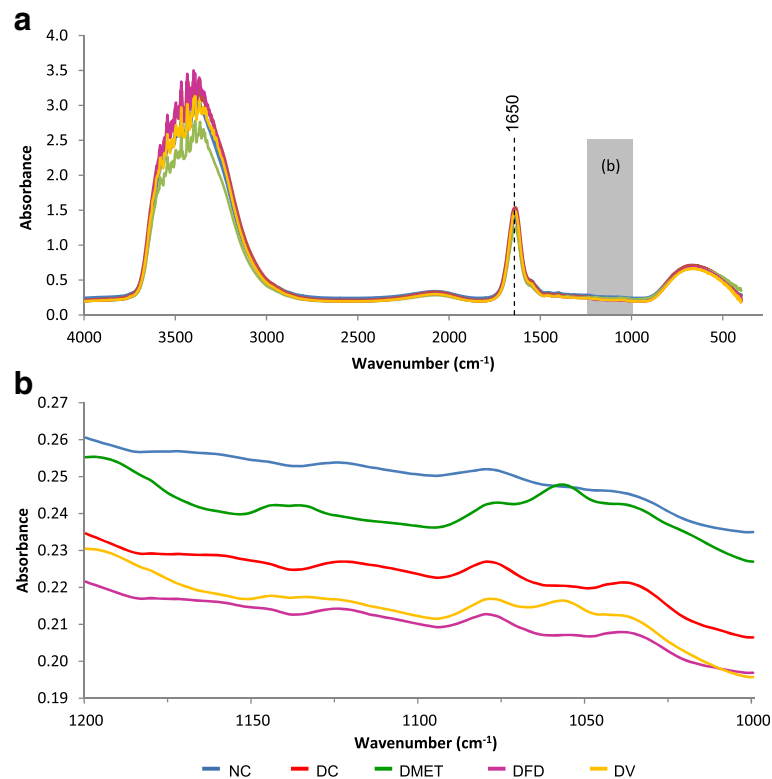 a
4.0
3.5
3.0
2.5
2.0
1.5
1.0
0.5
0.0
Absorbance
1650
(b)
4000 3500 3000 2500 2000 1500 1000 500
Wavenumber (cm-1)
b
0.27
0.26
0.25
0.24
0.23
0.22
0.21
0.20
0.19
Absorbance
1200 1150 1100 1050 1000
Wavenumber (cm-1)
NC DC DMET DFD DV